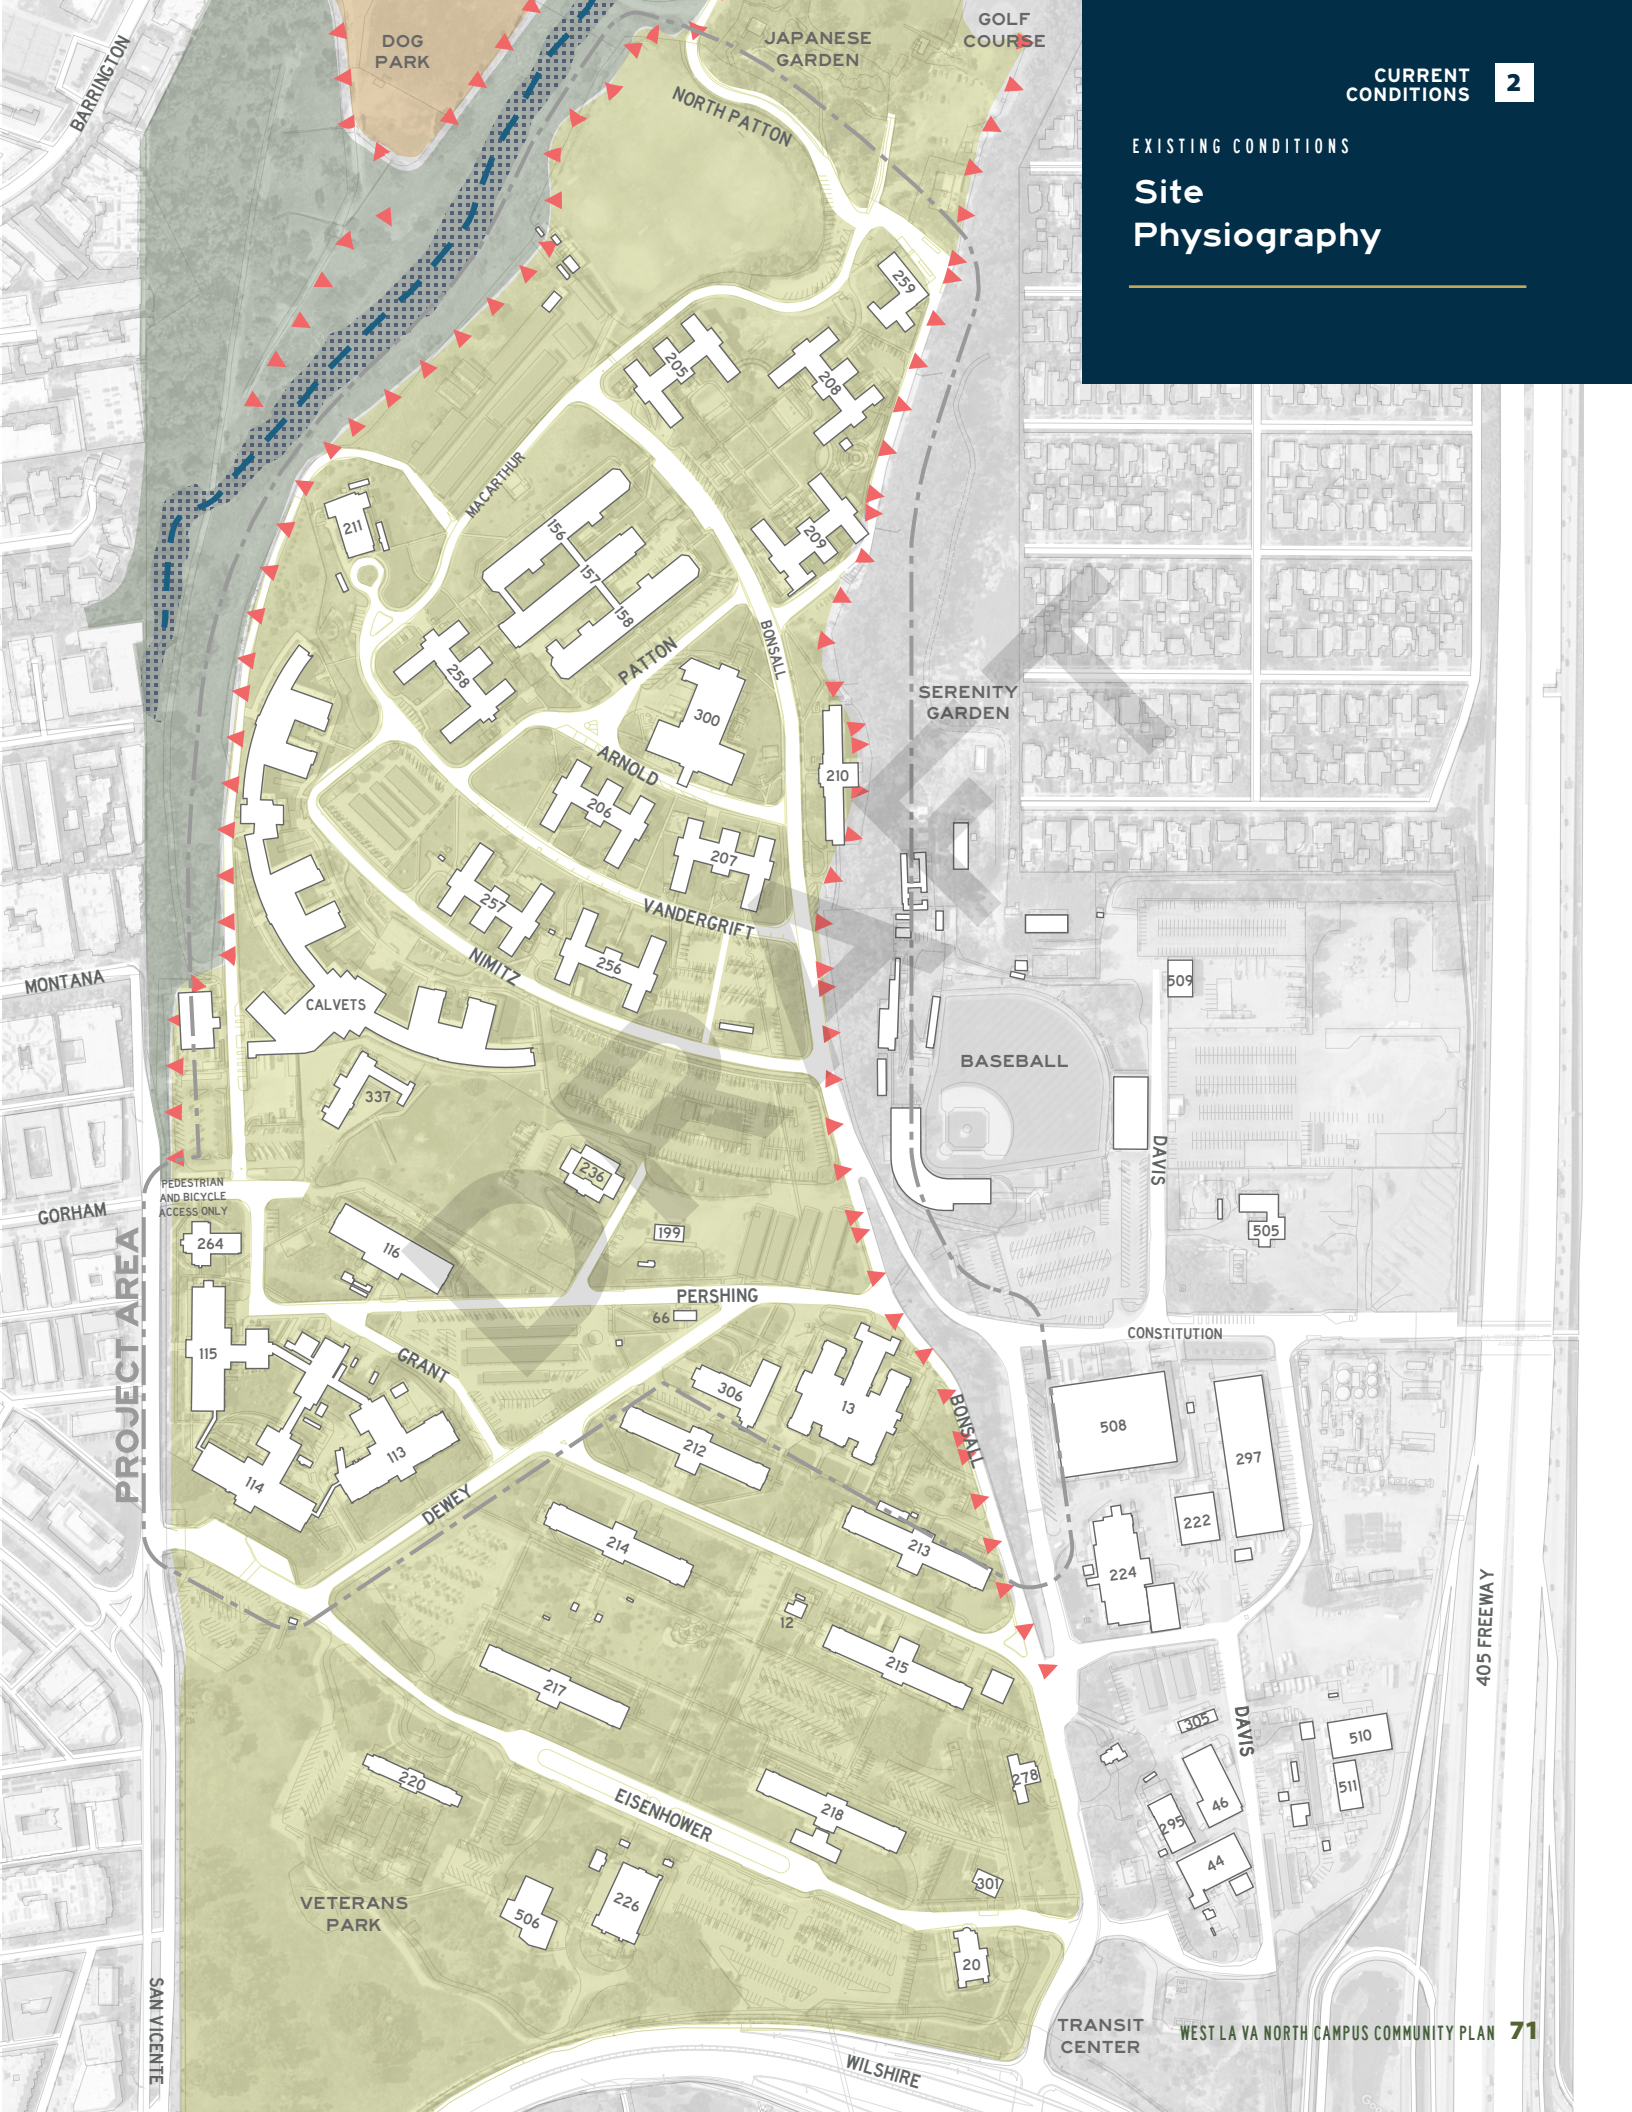 CURRENT
CONDITIONS
2
EXISTING CONDITIONS
Site
Physiography
DOG
PARK
JAPANESE
GARDEN
GOLF
COURSE
BARRINGTON
NORTH PATTON
259
205
208
MACARTHUR
211
156
157
158
209
BONSALL
PATTON
258
300
SERENITY
GARDEN
ARNOLD
210
206
207
257
VANDERGRIFT
256
NIMITZ
MONTANA
509
CALVETS
BASEBALL
337
DAVIS
236
PEDESTRIAN
AND BICYCLE
ACCESS ONLY
GORHAM
264
116
199
505
PERSHING
66
CONSTITUTION
PROJECT AREA
115
GRANT
306
13
BONSALL
508
297
212
113
114
DEWEY
222
214
213
224
12
405 FREEWAY
215
217
305
DAVIS
510
278
511
220
EISENHOWER
218
46
295
44
301
226
506
VETERANS
PARK
20
SAN VICENTE
TRANSIT
CENTER
WILSHIRE
DRAFT
WEST LA VA NORTH CAMPUS COMMUNITY PLAN 71